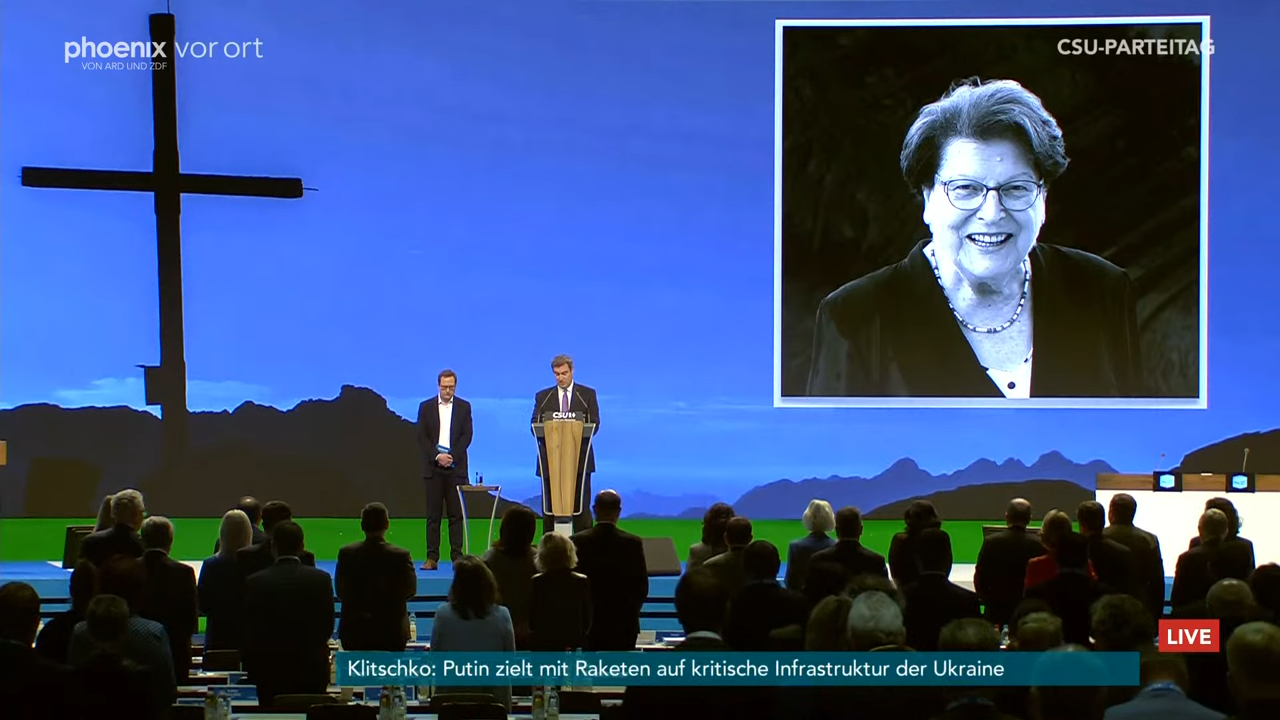 phoenix vor ort
VON ARD UND ZDF
CSU-PARTEITAG
CSU
LIVE
Klitschko: Putin zielt mit Raketen auf kritische Infrastruktur der Ukraine